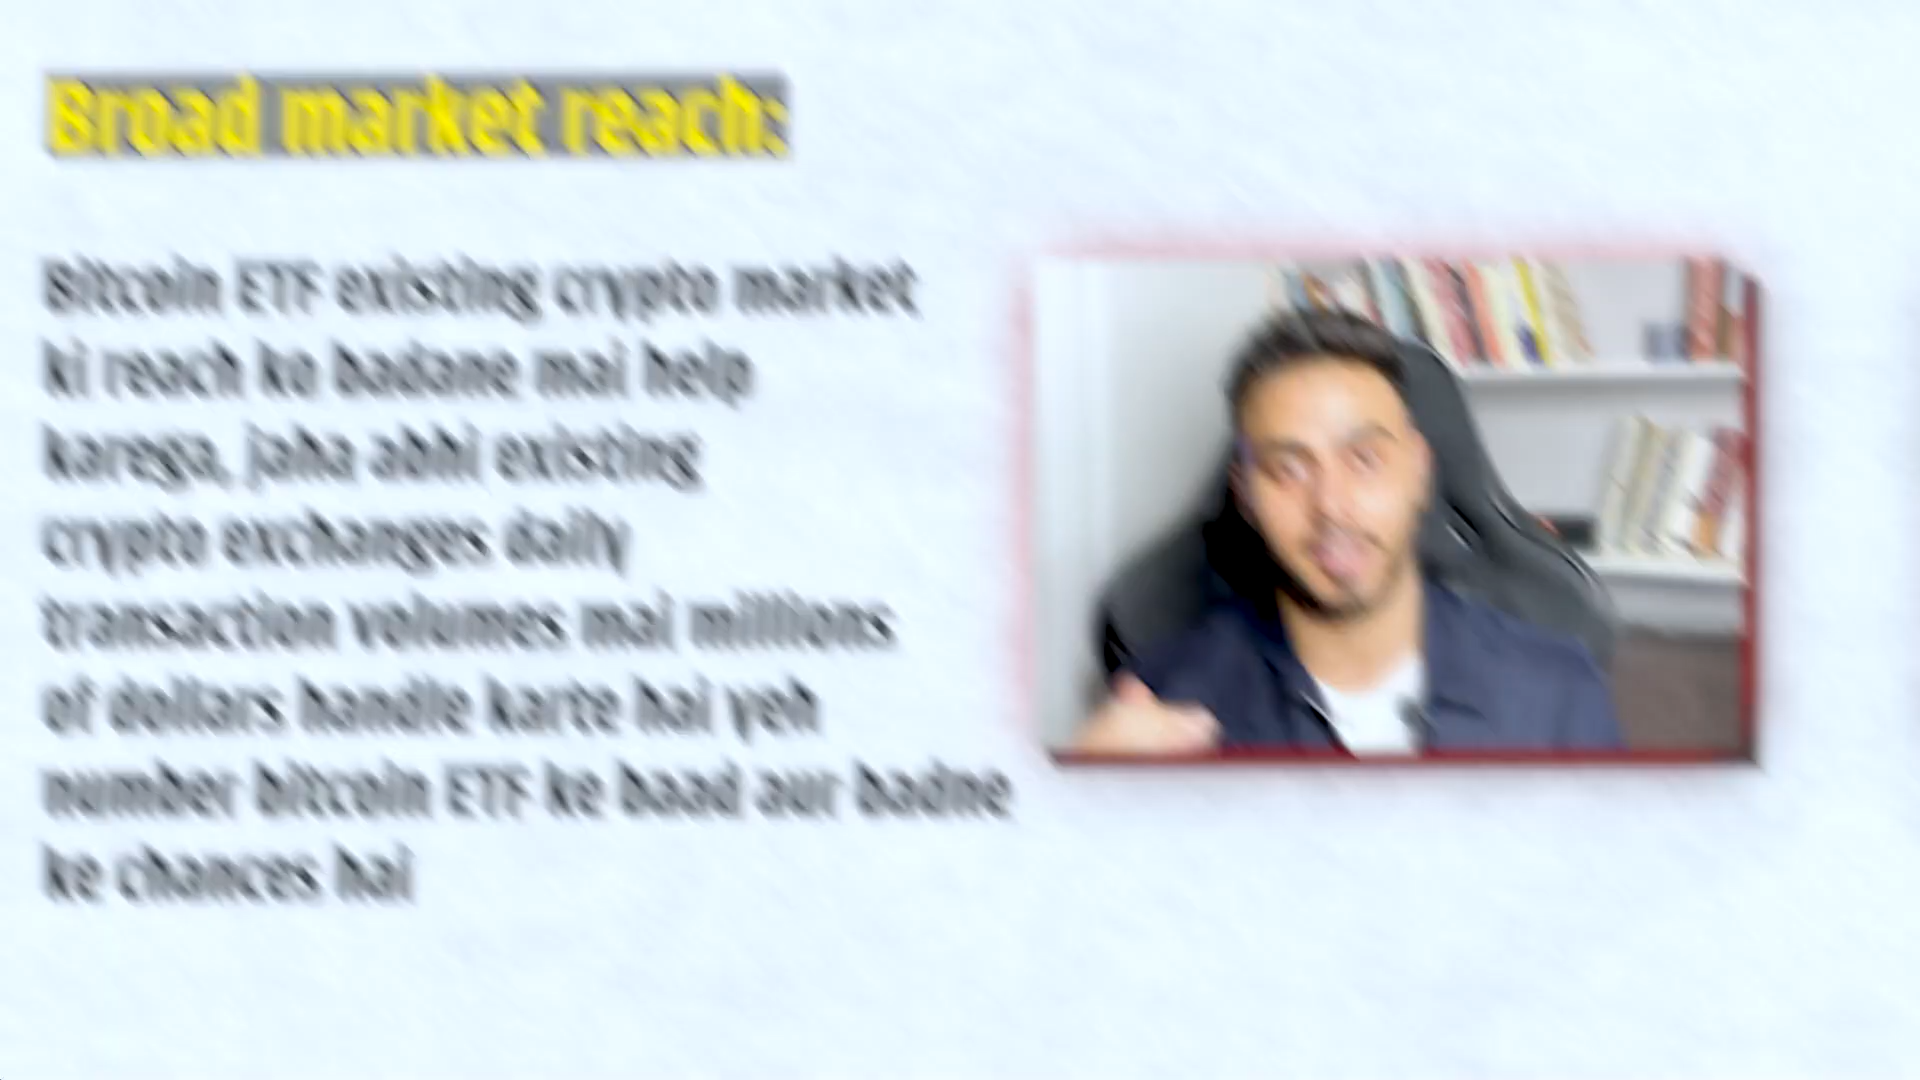 Broad market reach:
Bitcoin ETF existing crypto market
ki reach ko badane mai help
karega, jaha abhi existing
crypto exchanges daily
transaction volumes mai millions
of dollars handle karte hai yeh
number bitcoin ETF ke baad aur badne
ke chances hai